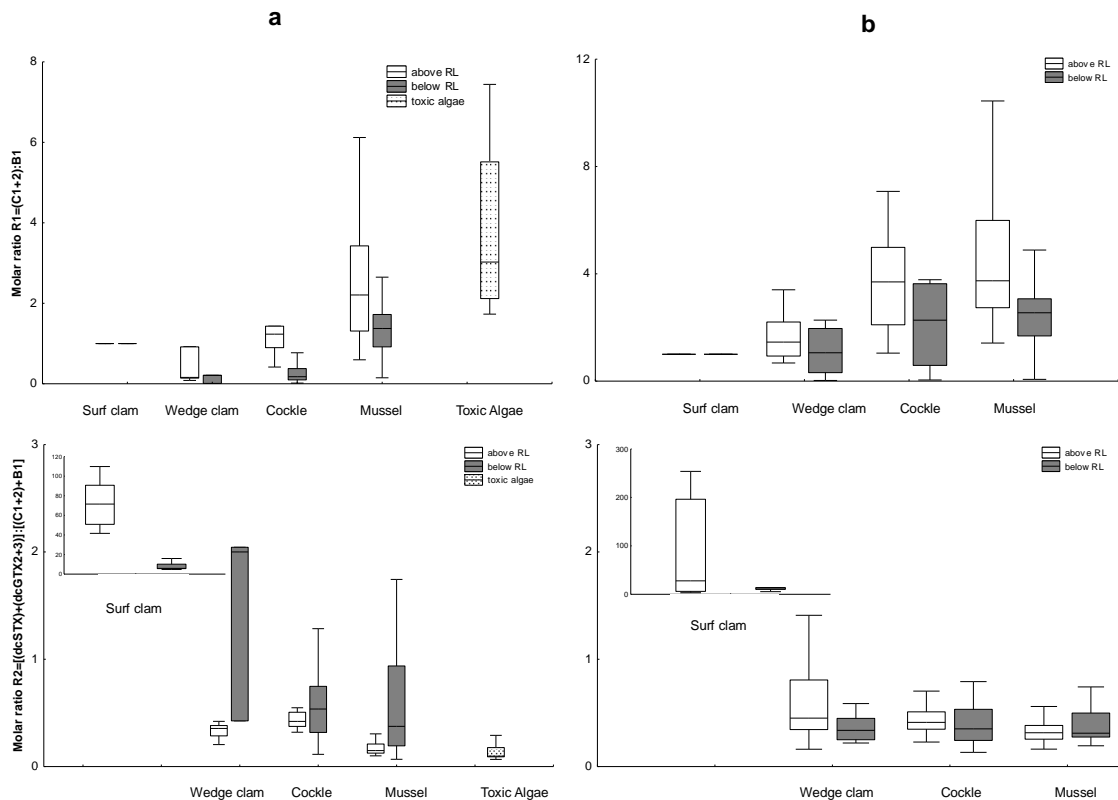 a
Molar ratio R1=(C1+2):B1
8
6
4
2
0
above RL
below RL
toxic algae
Surf clam Wedge clam Cockle Mussel Toxic Algae
b
12
8
4
0
above RL
below RL
Surf clam Wedge clam Cockle Mussel
Molar ratio R2=[(dcSTX)+(dcGTX2+3)]:[(C1+2)+B1]
3
2
1
0
120
100
80
60
40
20
0
Surf clam
above RL
below RL
toxic algae
Wedge clam Cockle Mussel Toxic Algae
3
2
1
0
300
200
100
0
Surf clam
above RL
below RL
Wedge clam Cockle Mussel